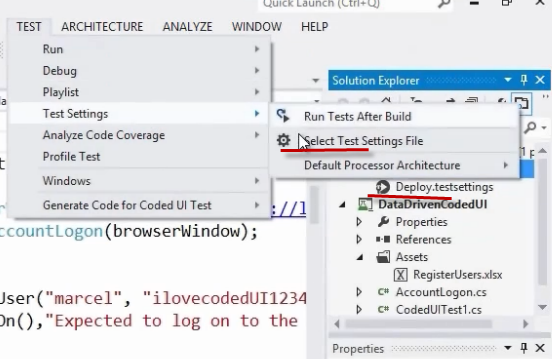 Quick Launch (Ctrl+Q)
TEST ARCHITECTURE ANALYZE WINDOW HELP
Run
Debug
Playlist
Test Settings
Analyze Code Coverage
Profile Test
Windows
Generate Code for Coded UI Test
Run Tests After Build
Select Test Settings File
Default Processor Architecture
Solution Explorer
Deploy.testsettings
DataDrivenCodedUI
Properties
References
Assets
RegisterUsers.xlsx
AccountLogon.cs
CodedUITest1.cs
Properties
://l
ccountLogon(browserWindow);
User("marcel", "ilovecodedUI1234
On(),"Expected to log on to the